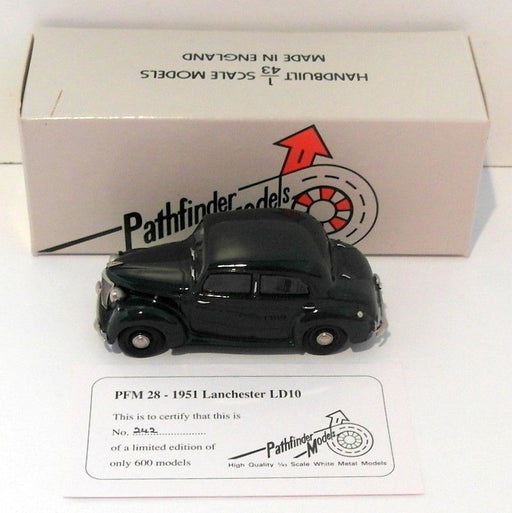 HANDBUILT 1/43 SCALE MODELS
MADE IN ENGLAND
Pathfinder
Models
PFM 28 - 1951 Lanchester LD10
This is to certify that this is
No. 242
of a limited edition of
only 600 models
Pathfinder
Models
High Quality 1/43 Scale White Metal Models